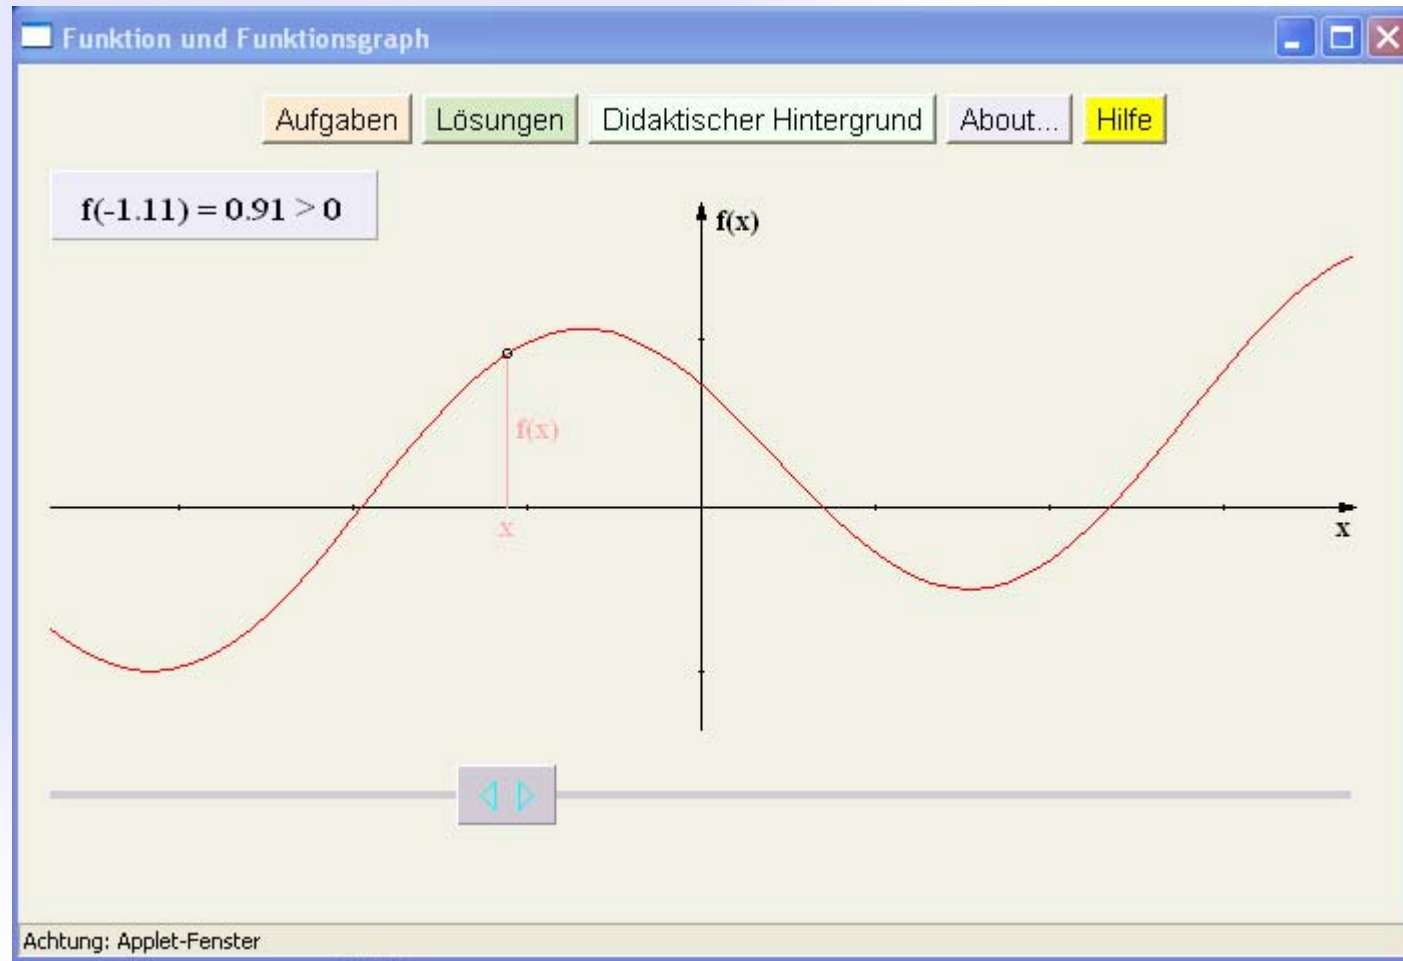 Funktion und Funktionsgraph
Aufgaben Lösungen Didaktischer Hintergrund About... Hilfe
f(-1.11) = 0.91 > 0
f(x)
f(x)
x
x
Achtung: Applet-Fenster